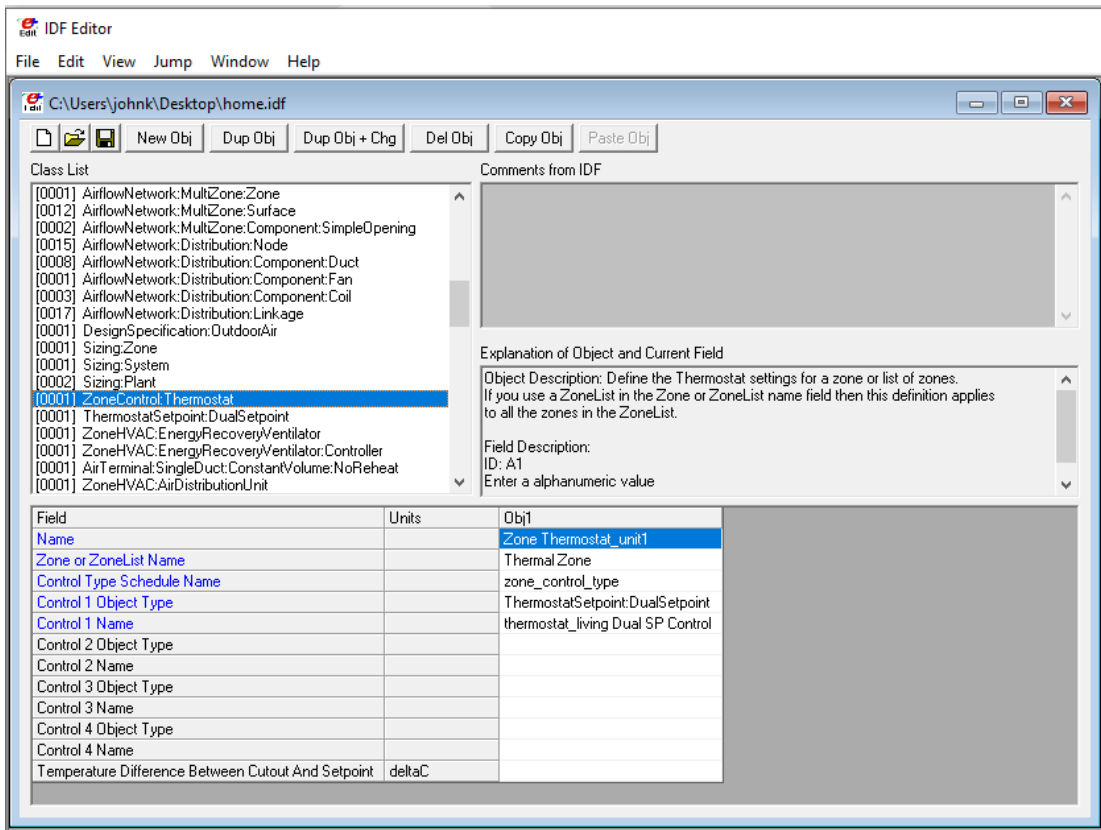 IDF Editor
File Edit View Jump Window Help
C:\Users\johnk\Desktop\home.idf
New Obj Dup Obj Dup Obj + Chg Del Obj Copy Obj Paste Obj
Class List
[0001] AirflowNetwork:MultiZone:Zone
[0012] AirflowNetwork:MultiZone:Surface
[0002] AirflowNetwork:MultiZone:Component:SimpleOpening
[0015] AirflowNetwork:Distribution:Node
[0008] AirflowNetwork:Distribution:Component:Duct
[0001] AirflowNetwork:Distribution:Component:Fan
[0003] AirflowNetwork:Distribution:Component:Coil
[0017] AirflowNetwork:Distribution:Linkage
[0001] DesignSpecification:OutdoorAir
[0001] Sizing:Zone
[0001] Sizing:System
[0002] Sizing:Plant
[0001] ZoneControl:Thermostat
[0001] ThermostatSetpoint:DualSetpoint
[0001] ZoneHVAC:EnergyRecoveryVentilator
[0001] ZoneHVAC:EnergyRecoveryVentilator:Controller
[0001] AirTerminal:SingleDuct:ConstantVolume:NoReheat
[0001] ZoneHVAC:AirDistributionUnit
Comments from IDF
Explanation of Object and Current Field
Object Description: Define the Thermostat settings for a zone or list of zones.
If you use a ZoneList in the Zone or ZoneList name field then this definition applies
to all the zones in the ZoneList.
Field Description:
ID: A1
Enter a alphanumeric value
Field Units Obj1
Name Zone Thermostat_unit1
Zone or ZoneList Name Thermal Zone
Control Type Schedule Name zone_control_type
Control 1 Object Type ThermostatSetpoint:DualSetpoint
Control 1 Name thermostat_living Dual SP Control
Control 2 Object Type
Control 2 Name
Control 3 Object Type
Control 3 Name
Control 4 Object Type
Control 4 Name
Temperature Difference Between Cutout And Setpoint deltaC